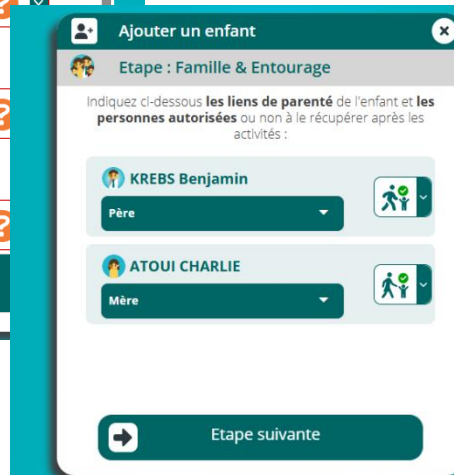 Ajouter un enfant
Etape : Famille & Entourage
Indiquez ci-dessous les liens de parenté de l'enfant et les
personnes autorisées ou non à le récupérer après les
activités :
KREBS Benjamin
Père
ATOUI CHARLIE
Mère
Etape suivante